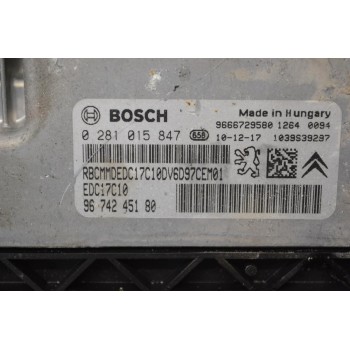 BOSCH
Made in Hungary
9666729580 1264 0094
0 281 015 847 656 10-12-17 1039S39297
RBCMMDEDC17C10DV6D97CEM01
EDC17C10
96 742 451 80